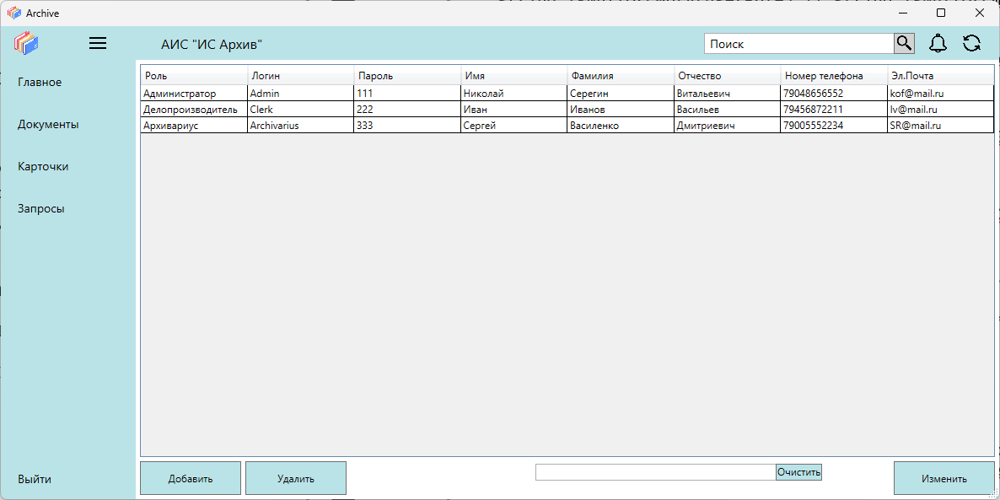 Archive
АИС "ИС Архив"
Поиск
Главное
Документы
Карточки
Запросы
Выйти
Роль Логин Пароль Имя Фамилия Отчество Номер телефона Эл.Почта
Администратор Admin 111 Николай Серегин Витальевич 79048656552 kof@mail.ru
Делопроизводитель Clerk 222 Иван Иванов Васильев 79456872211 lv@mail.ru
Архивариус Archivarius 333 Сергей Василенко Дмитриевич 79005552234 SR@mail.ru
Добавить
Удалить
Очистить
Изменить